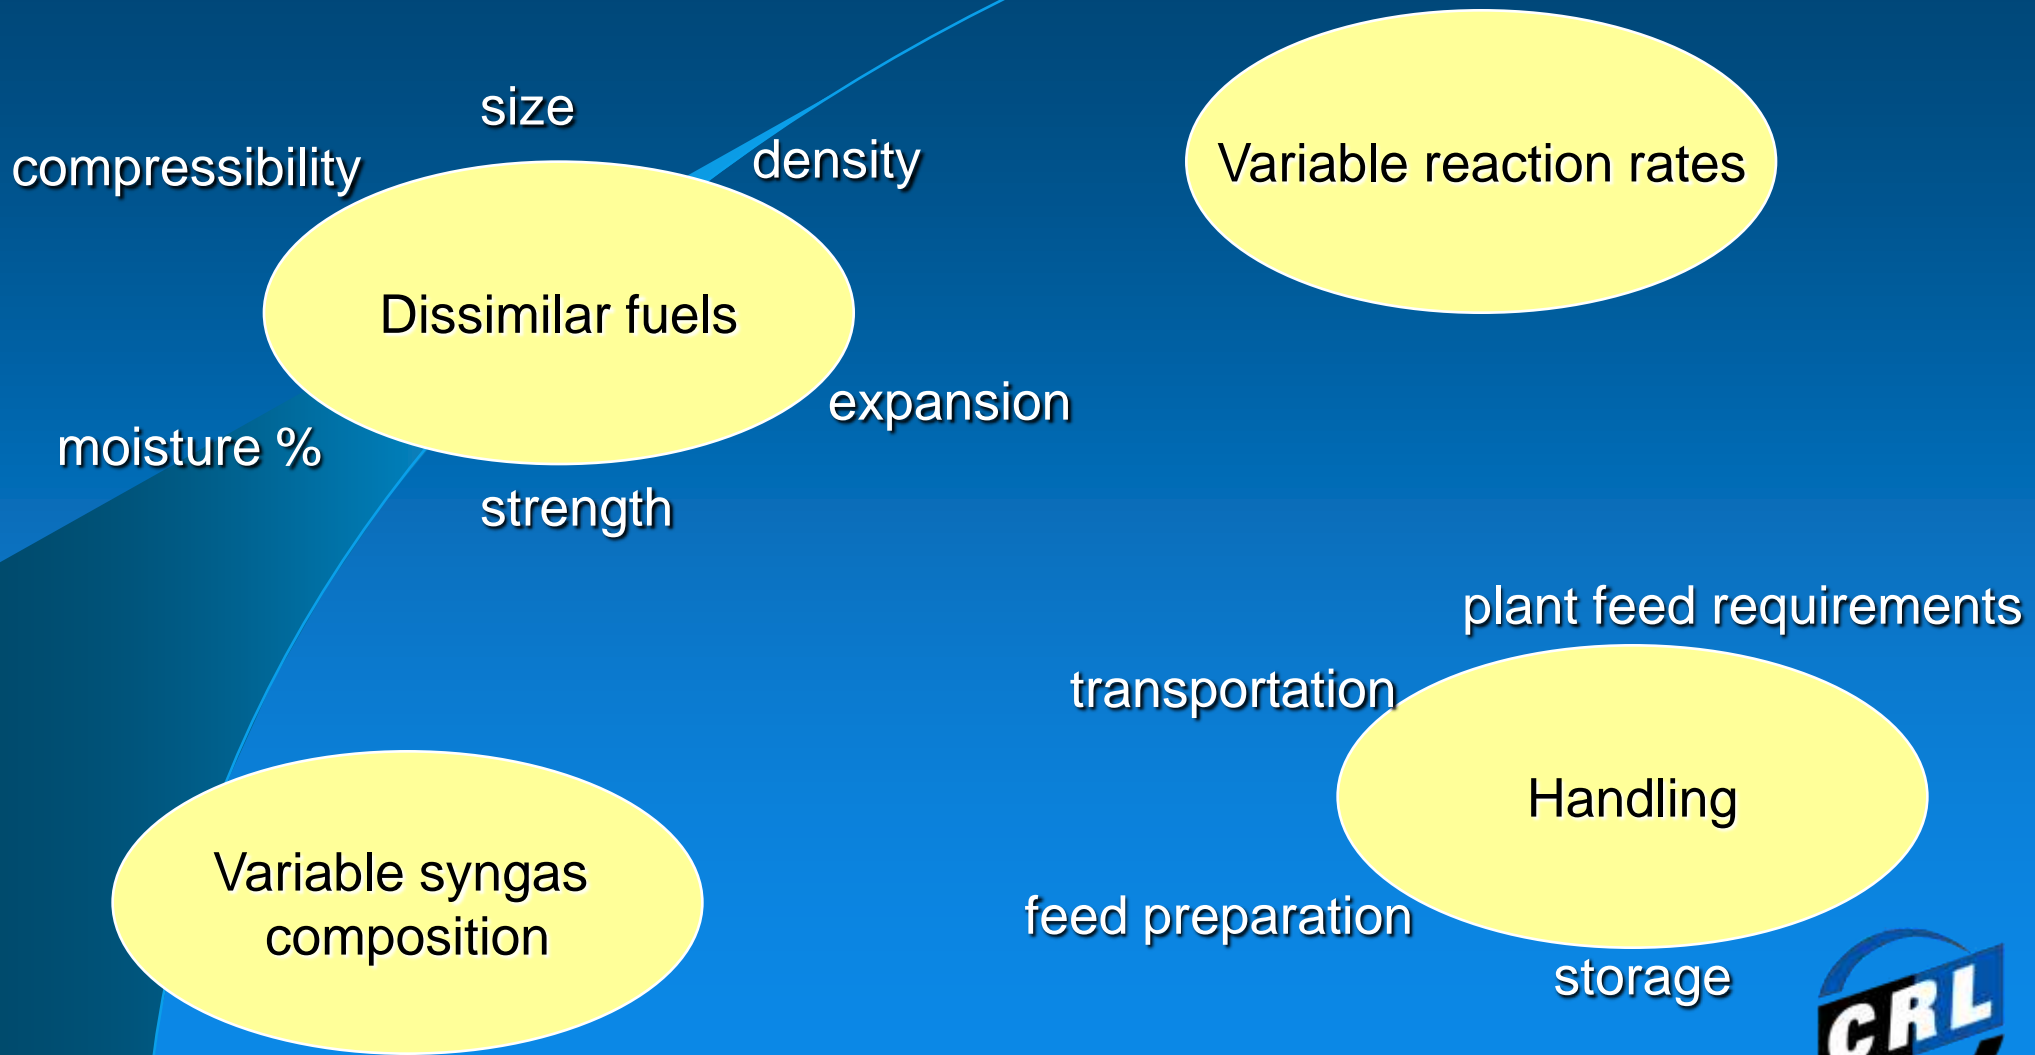 size
compressibility
density
Dissimilar fuels
expansion
moisture %
strength
Variable reaction rates
plant feed requirements
transportation
Handling
feed preparation
storage
Variable syngas
composition
CRL